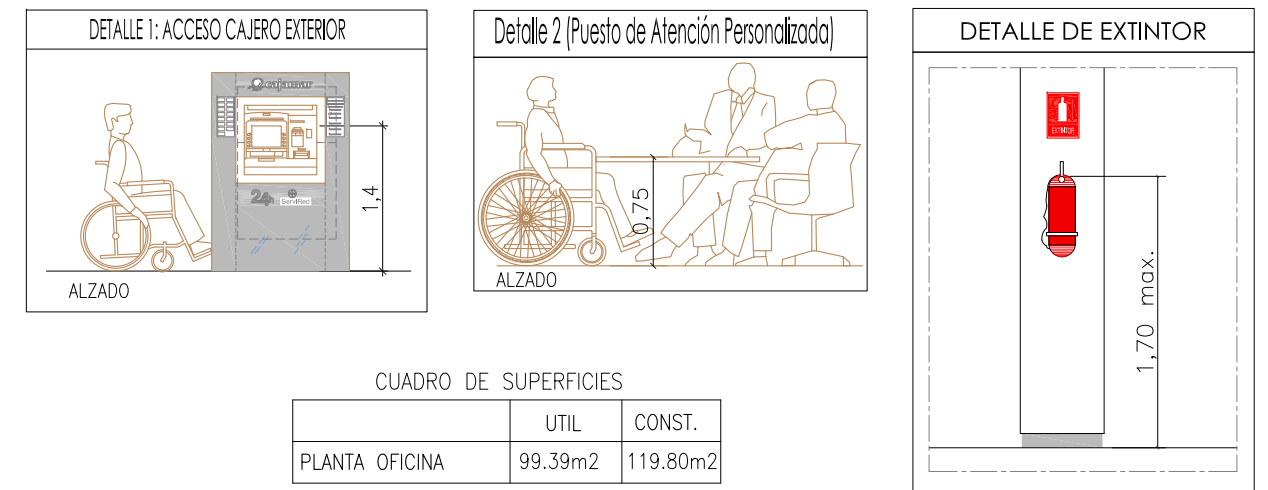 DETALLE 1: ACCESO CAJERO EXTERIOR
cajamar
24h
ServiRed
1,4
ALZADO
Detalle 2 (Puesto de Atención Personalizada)
0,75
ALZADO
DETALLE DE EXTINTOR
EXTINTOR
1,70 max.
CUADRO DE SUPERFICIES
UTIL CONST.
PLANTA OFICINA 99.39m2 119.80m2